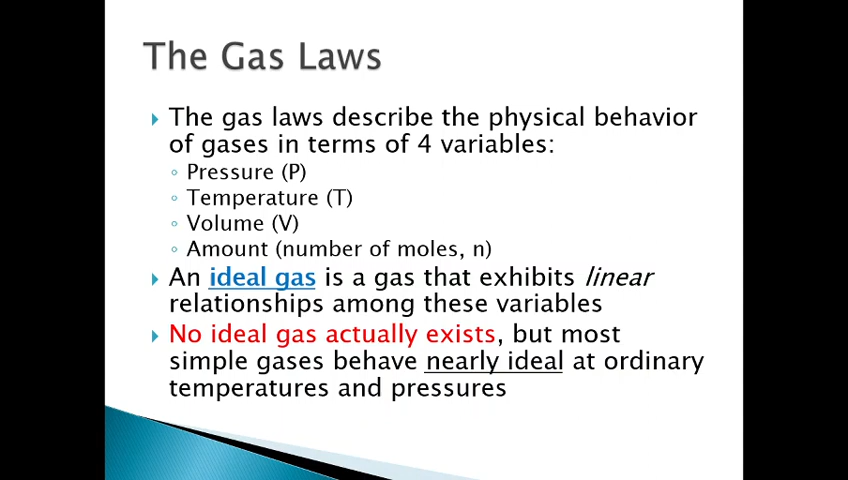 The Gas Laws
The gas laws describe the physical behavior
of gases in terms of 4 variables:
Pressure (P)
Temperature (T)
Volume (V)
Amount (number of moles, n)
An ideal gas is a gas that exhibits linear
relationships among these variables
No ideal gas actually exists, but most
simple gases behave nearly ideal at ordinary
temperatures and pressures